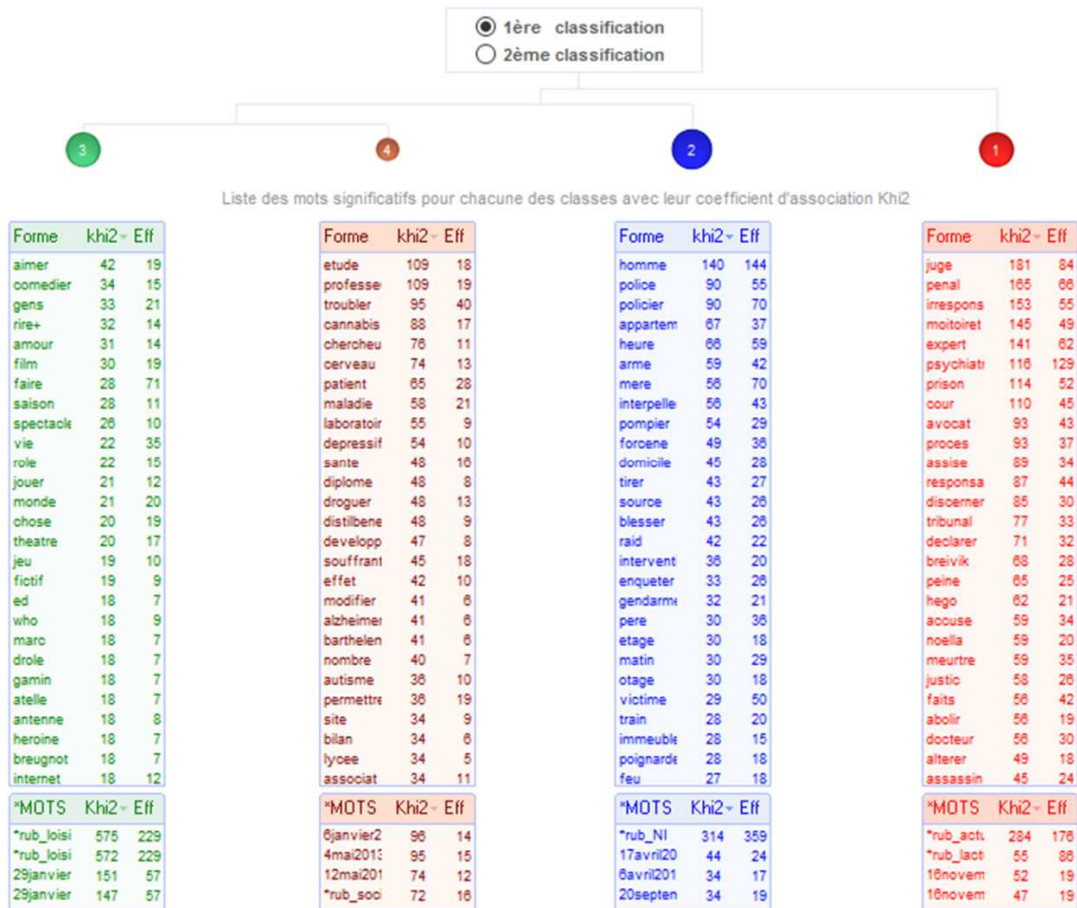 1ère classification
2ème classification
3 4 2 1
Liste des mots significatifs pour chacune des classes avec leur coefficient d'association Khi2
Forme khi2 Eff
aimer 42 19
comedier 34 15
gens 33 21
rire+ 32 14
amour 31 14
film 30 19
faire 28 71
saison 28 11
spectacle 26 10
vie 22 35
role 22 15
jouer 21 12
monde 21 20
chose 20 19
theatre 20 17
jeu 19 10
fictif 19 9
ed 18 7
who 18 9
marc 18 7
drole 18 7
gamin 18 7
atelle 18 7
antenne 18 8
heroine 18 7
breugnot 18 7
internet 18 12
*MOTS Khi2 Eff
*rub_loisi 575 229
*rub_loisi 572 229
29janvier 151 57
29janvier 147 57
Forme khi2 Eff
etude 109 18
professe 109 19
troubler 95 40
cannabis 88 17
chercheu 76 11
cerveau 74 13
patient 65 28
maladie 58 21
laboratoir 55 9
depressif 54 10
sante 48 16
diplome 48 8
droguer 48 13
distilbene 48 9
developp 47 8
souffrant 45 18
effet 42 10
modifier 41 6
alzheimer 41 6
barthelen 41 6
nombre 40 7
autisme 36 10
permettre 36 19
site 34 9
bilan 34 6
lycee 34 5
associat 34 11
*MOTS Khi2 Eff
6janvier2 96 14
4mai2013 95 15
12mai201 74 12
*rub_soci 72 16
Forme khi2 Eff
homme 140 144
police 90 55
policier 90 70
appartem 67 37
heure 66 59
arme 59 42
mere 56 70
interpelle 56 43
pompier 54 29
forcene 49 36
domicile 45 28
tirer 43 27
source 43 26
blesser 43 26
raid 42 22
interventi 36 20
enqueter 33 26
gendarme 32 21
pere 30 36
etage 30 18
matin 30 29
otage 30 18
victime 29 50
train 28 20
immeuble 28 15
poignarde 28 18
feu 27 18
*MOTS Khi2 Eff
*rub_NI 314 359
17avril20 44 24
6avril201 34 17
20septen 34 19
Forme khi2 Eff
juge 181 84
penal 165 66
irrespons 153 55
moitoiret 145 49
expert 141 62
psychiatr 116 129
prison 114 52
cour 110 45
avocat 93 43
proces 93 37
assise 89 34
responsa 87 44
discerner 85 30
tribunal 77 33
declarer 71 32
breivik 68 28
peine 65 25
hego 62 21
accuse 59 34
noella 59 20
meurtre 59 35
justic 58 26
faits 56 42
abolir 56 19
docteur 56 30
alterer 49 18
assassin 45 24
*MOTS Khi2 Eff
*rub_actu 284 176
*rub_lact 55 86
16novem 52 19
16novem 47 19